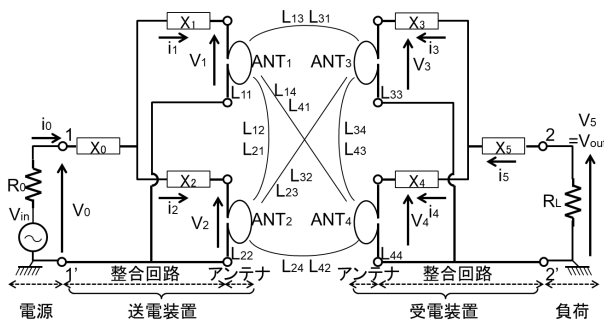 L13 L31
X1
X3
i1
i3
V1
ANT1
ANT3
V3
L11
L14
L41
L33
i0
1
X0
L12
L21
L34
L43
X5
2
V5
=Vout
i5
R0
V0
X2
L32
L23
X4
RL
Vin
i2
V2
ANT2
ANT4
V4
i4
L22
L24 L42
L44
1'
整合回路
アンテナ
アンテナ
整合回路
2'
電源
送電装置
受電装置
負荷